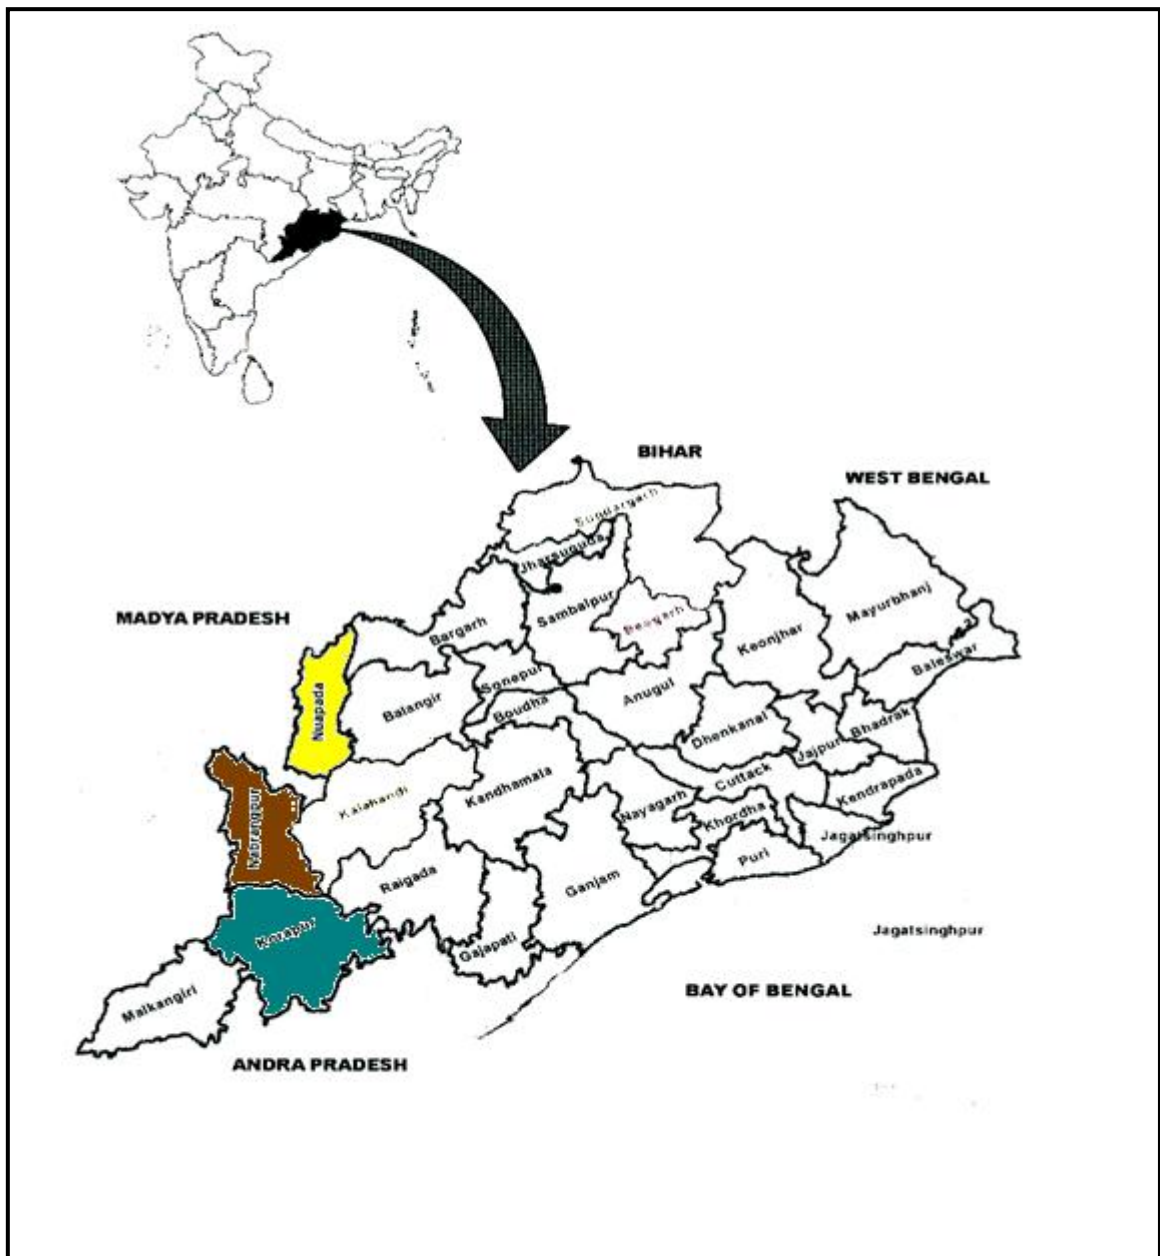 BIHAR
WEST BENGAL
Sundargarh
Jharsuguda
MADYA PRADESH
Bargarh
Sambalpur
Deogarh
Keonjhar
Mayurbhanj
Baleswar
Nuapada
Balangir
Sonepur
Boudha
Anugul
Dhenkanal
Jajpur
Bhadrak
Kalahandi
Kandhamala
Nayagarh
Cuttack
Kendrapada
Khordha
Jagatsinghpur
Puri
Nabrangpur
Raigada
Ganjam
Gajapati
Korapur
Jagatsinghpur
Malkangiri
BAY OF BENGAL
ANDRA PRADESH